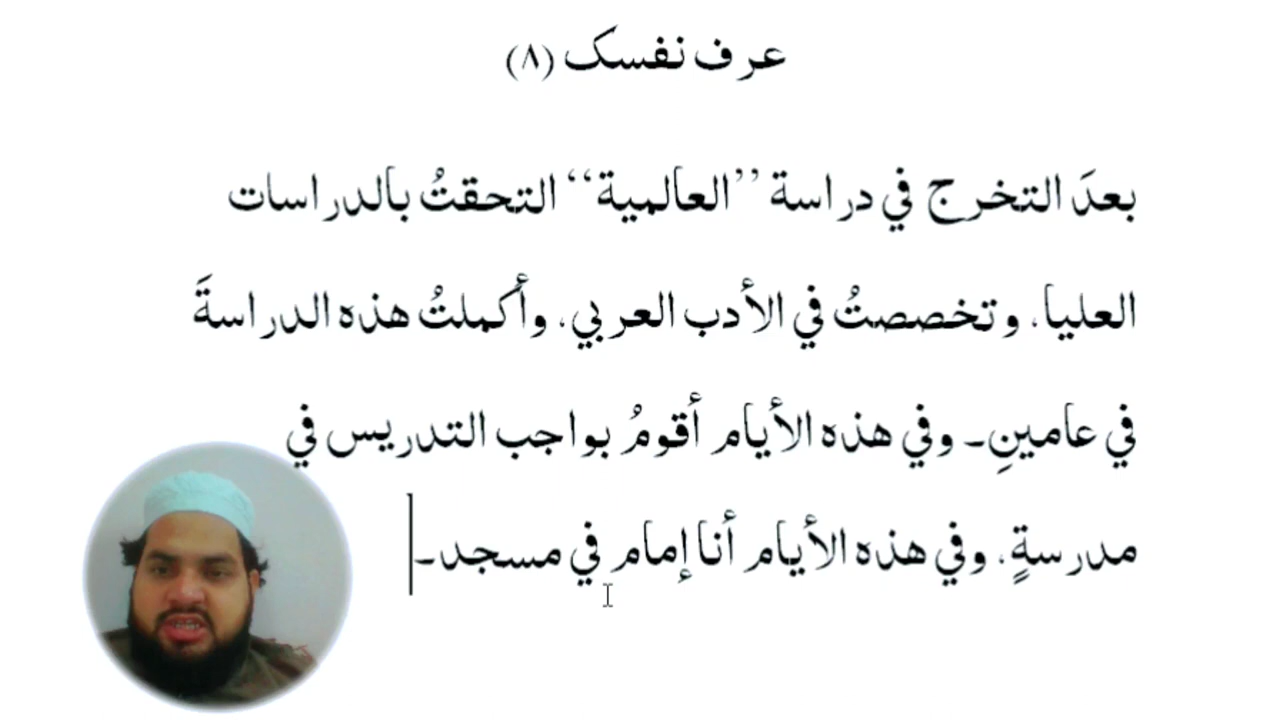 عرف نفسک (۸)
بعدَ التخرج في دراسة ’’العالمية‘‘ التحقتُ بالدراسات
العليا، وتخصصتُ في الأدب العربي، وأكملتُ هذه الدراسةَ
في عامينِ۔ وفي هذه الأيام أقومُ بواجب التدريس في
مدرسةٍ، وفي هذه الأيام أنا إمام في مسجد۔